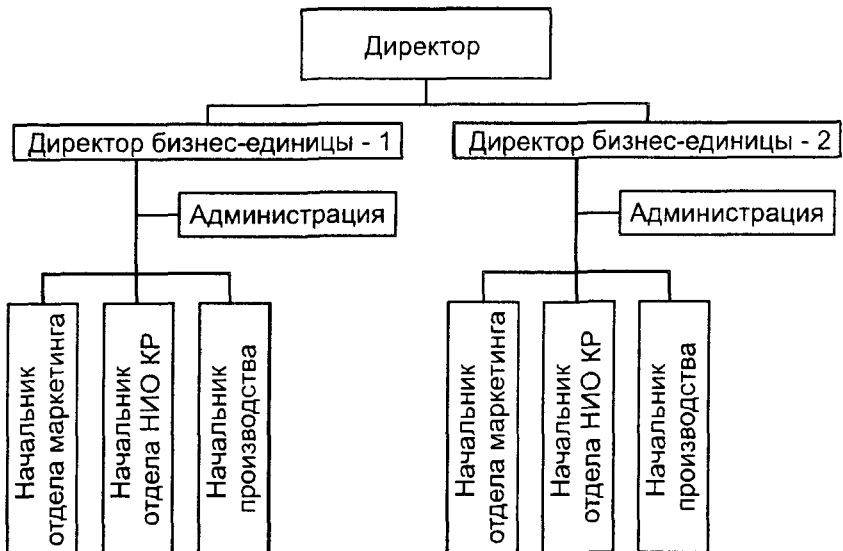 Директор
Директор бизнес-единицы - 1
Директор бизнес-единицы - 2
Администрация
Администрация
Начальник
отдела маркетинга
Начальник
отдела НИО КР
Начальник
производства
Начальник
отдела маркетинга
Начальник
отдела НИО КР
Начальник
производства